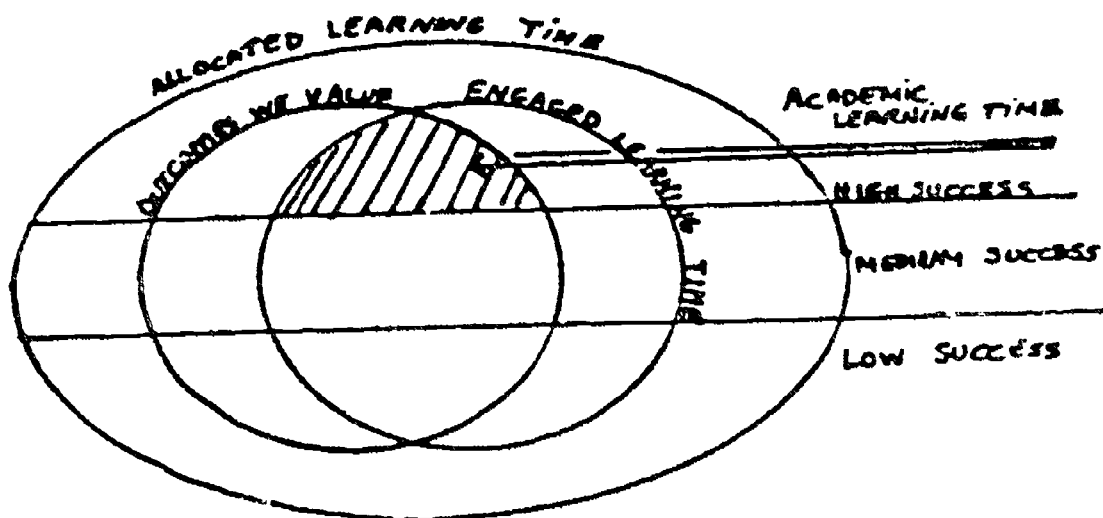 ALLOCATED LEARNING TIME
OUTCOMES WE VALUE
ENGAGED LEARNING TIME
ACADEMIC
LEARNING TIME
HIGH SUCCESS
MEDIUM SUCCESS
LOW SUCCESS